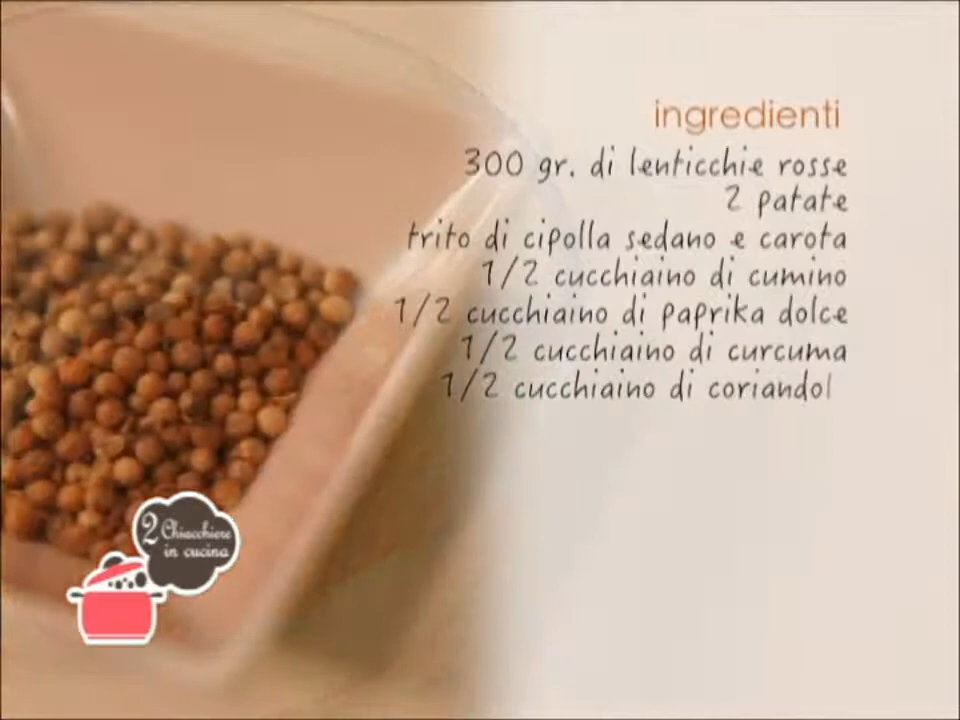 ingredienti
300 gr. di lenticchie rosse
2 patate
trito di cipolla sedano e carota
1/2 cucchiaino di cumino
1/2 cucchiaino di paprika dolce
1/2 cucchiaino di curcuma
1/2 cucchiaino di coriandol
2 Chiacchiere
in cucina